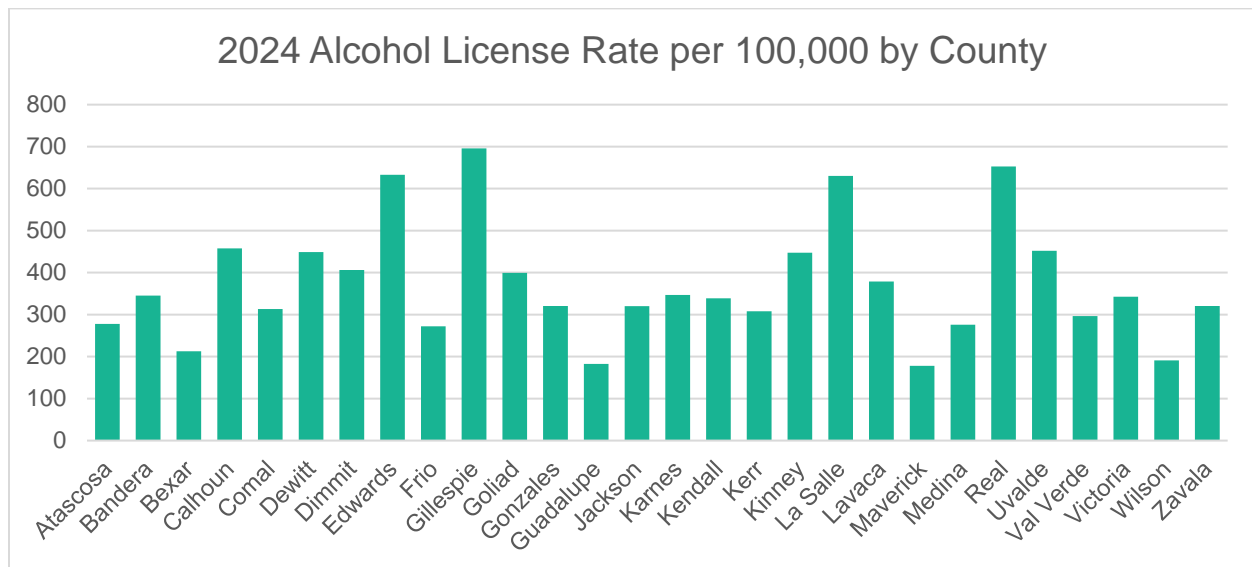 2024 Alcohol License Rate per 100,000 by County
800
700
600
500
400
300
200
100
0
Atascosa
Bandera
Bexar
Calhoun
Comal
Dewitt
Dimmit
Edwards
Frio
Gillespie
Goliad
Gonzales
Guadalupe
Jackson
Karnes
Kendall
Kerr
Kinney
La Salle
Lavaca
Maverick
Medina
Real
Uvalde
Val Verde
Victoria
Wilson
Zavala